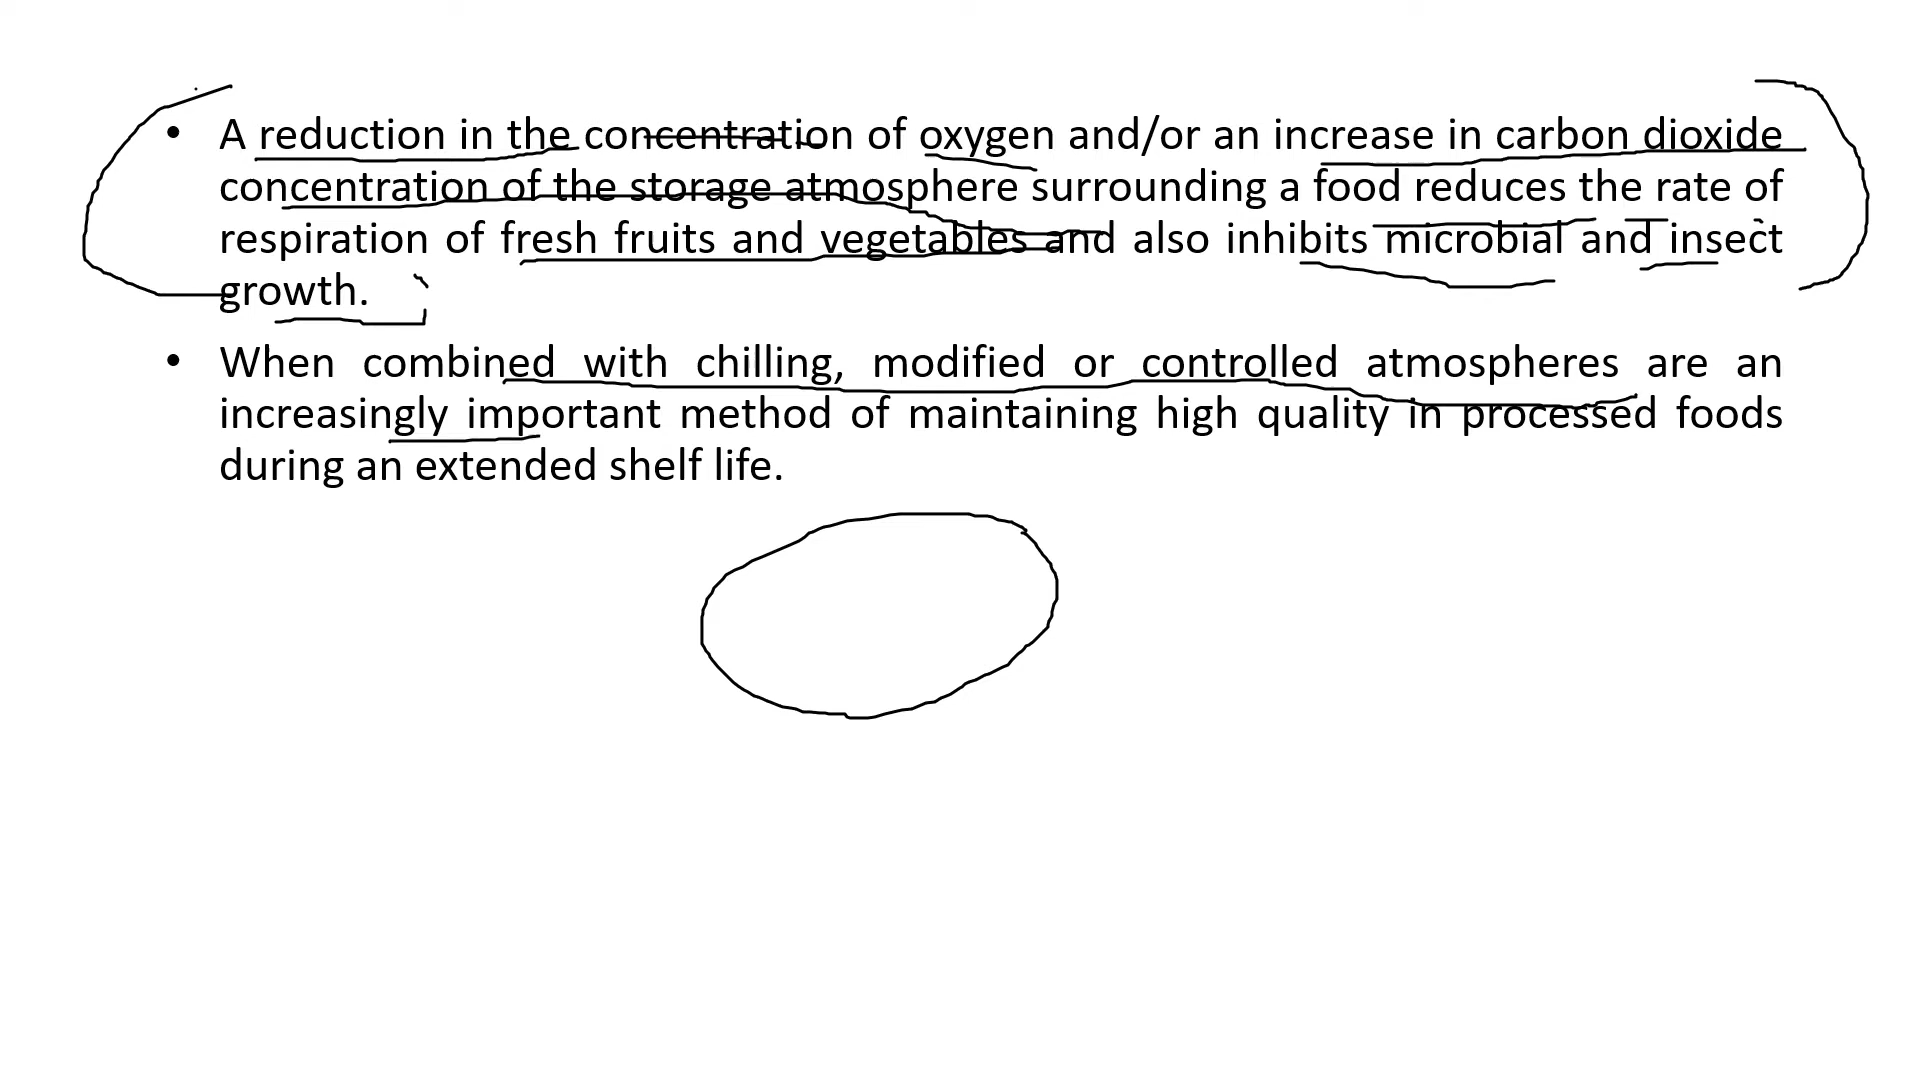 • A reduction in the concentration of oxygen and/or an increase in carbon dioxide
concentration of the storage atmosphere surrounding a food reduces the rate of
respiration of fresh fruits and vegetables and also inhibits microbial and insect
growth.
• When combined with chilling, modified or controlled atmospheres are an
increasingly important method of maintaining high quality in processed foods
during an extended shelf life.